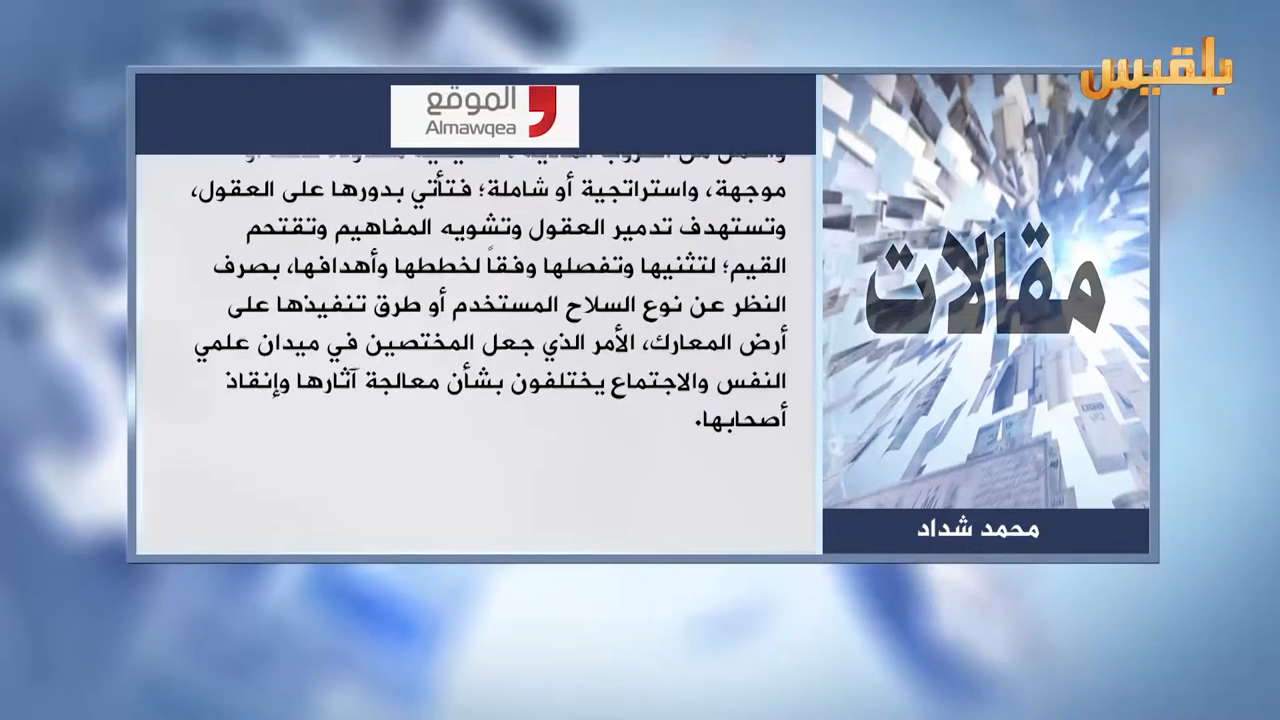 بلقيس
الموقع
Almawqea
موجهة، واستراتجية أو شاملة؛ فتأتي بدورها على العقول،
وتستهدف تدمير العقول وتشويه المفاهيم وتقتحم
القيم؛ لتثنيها وتفصلها وفقاً لخططها وأهدافها، بصرف
النظر عن نوع السلاح المستخدم أو طرق تنفيذها على
أرض المعارك، الأمر الذي جعل المختصين في ميدان علمي
النفس والاجتماع يختلفون بشأن معالجة آثارها وإنقاذ
أصحابها.
مقالات
محمد شداد